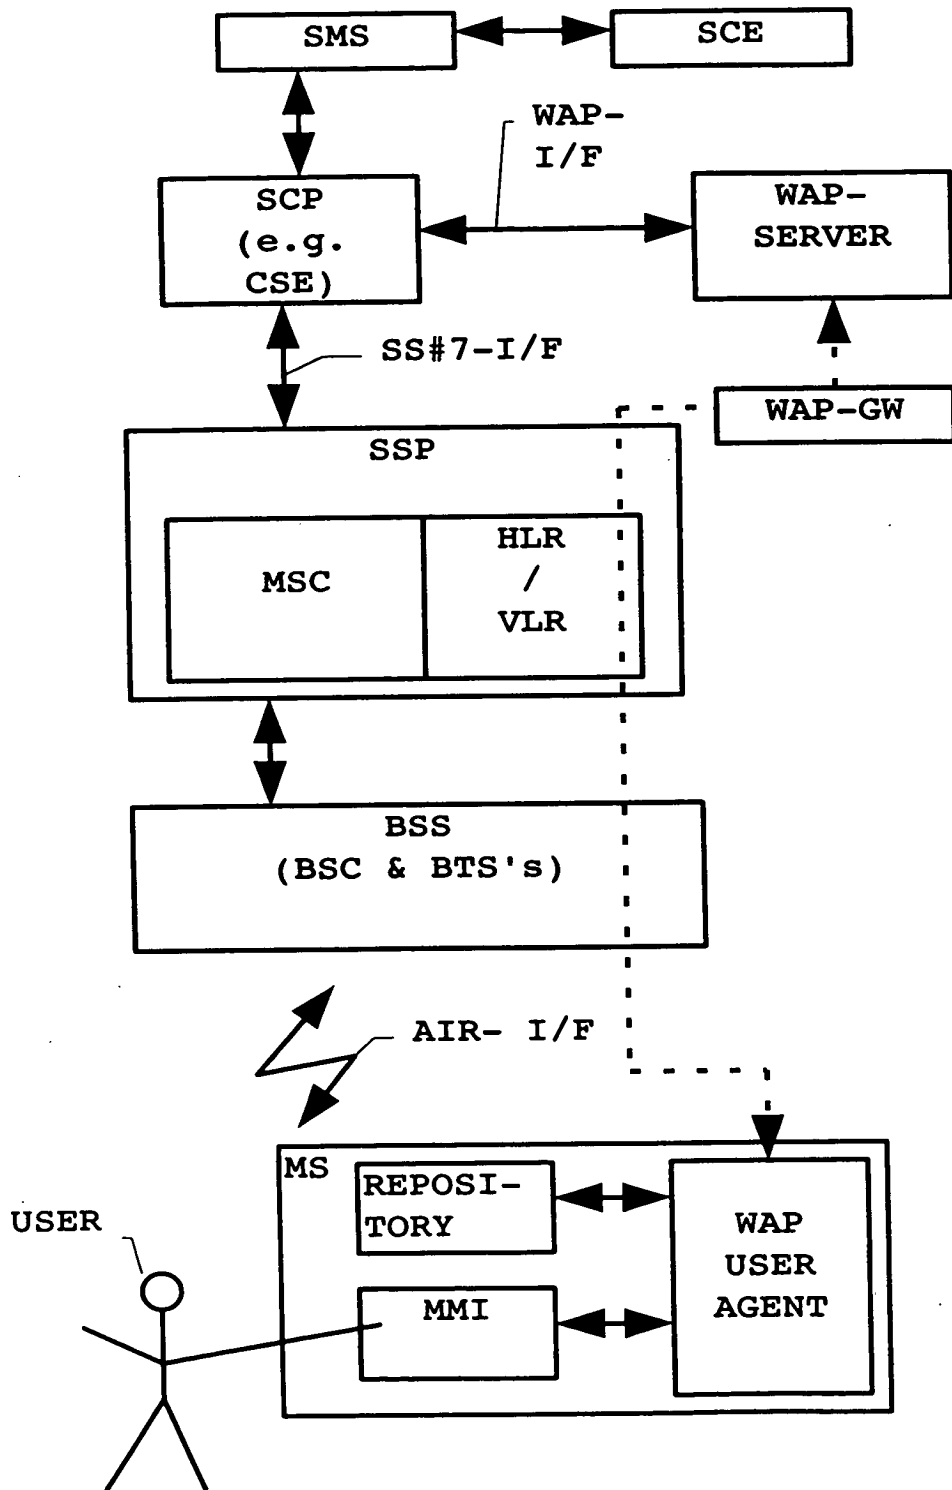 SMS
SCE
WAP-
I/F
SCP
(e.g.
CSE)
WAP-
SERVER
SS#7-I/F
WAP-GW
SSP
MSC
HLR
/
VLR
BSS
(BSC & BTS's)
AIR- I/F
MS
REPOSI-
TORY
USER
WAP
USER
AGENT
MMI